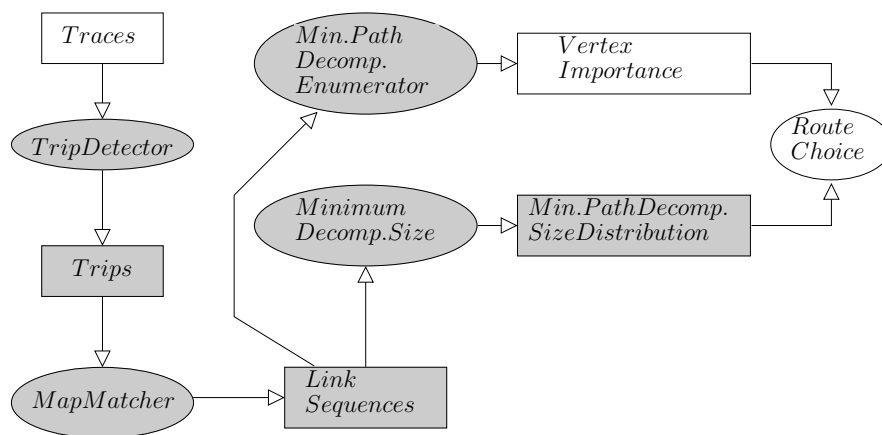 Traces
TripDetector
Trips
MapMatcher
Min.Path
Decomp.
Enumerator
Vertex
Importance
Route
Choice
Minimum
Decomp.Size
Min.PathDecomp.
SizeDistribution
Link
Sequences